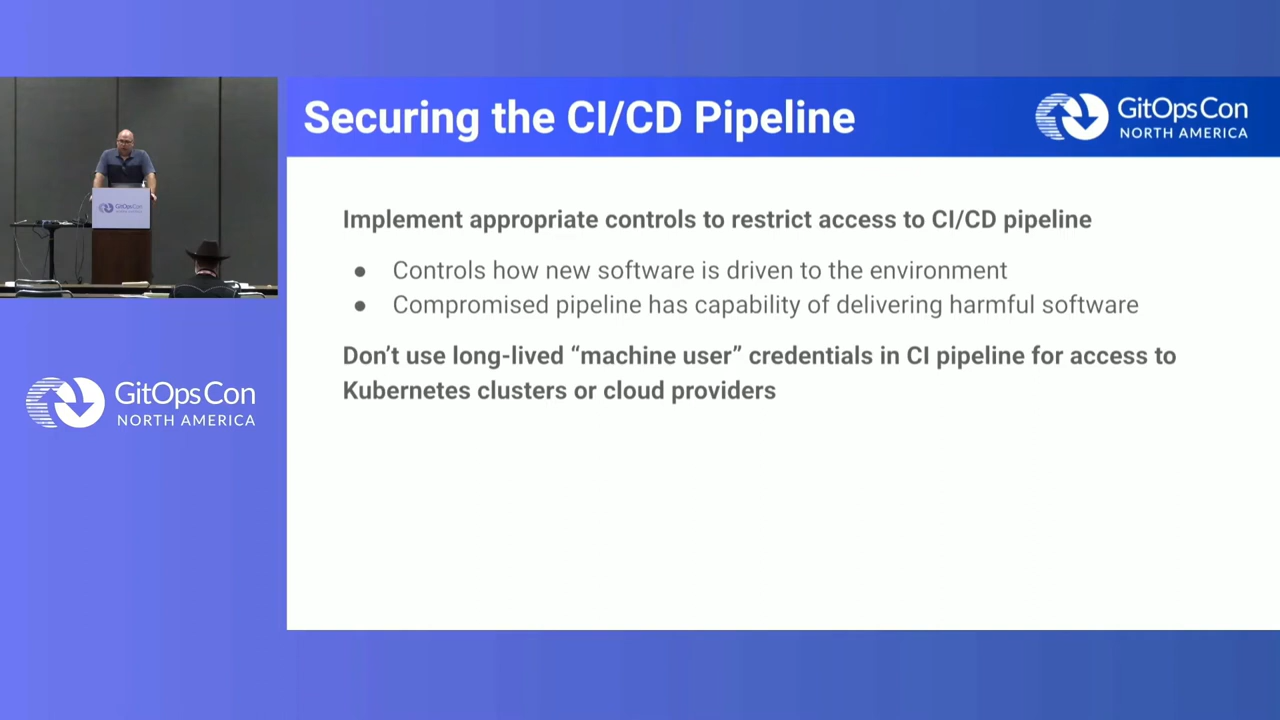 Securing the CI/CD Pipeline
GitOpsCon
NORTH AMERICA
Implement appropriate controls to restrict access to CI/CD pipeline
● Controls how new software is driven to the environment
● Compromised pipeline has capability of delivering harmful software
Don’t use long-lived “machine user” credentials in CI pipeline for access to
Kubernetes clusters or cloud providers
GitOpsCon
GitOpsCon
NORTH AMERICA